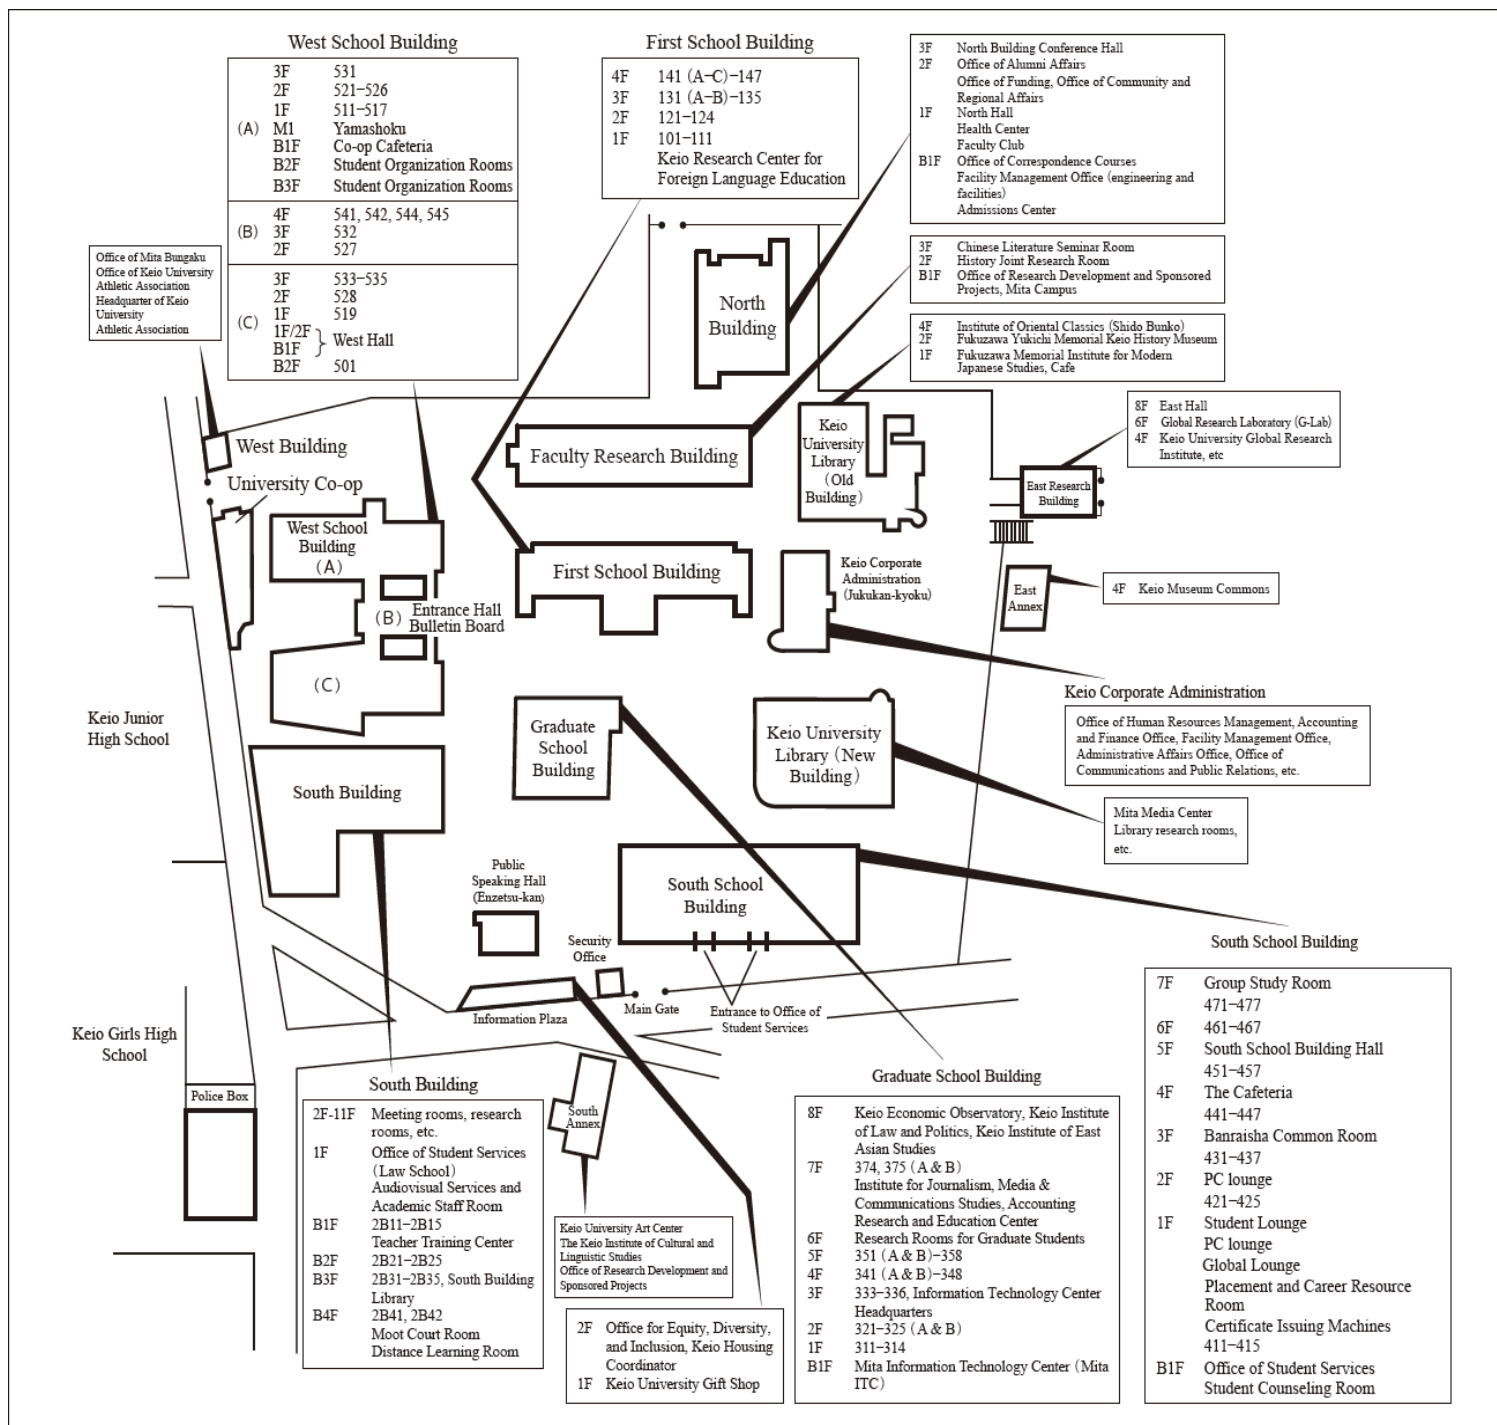 West School Building
(A)
3F 531
2F 521–526
1F 511–517
M1 Yamashoku
B1F Co-op Cafeteria
B2F Student Organization Rooms
B3F Student Organization Rooms
(B)
4F 541, 542, 544, 545
3F 532
2F 527
(C)
3F 533–535
2F 528
1F 519
1F/2F
B1F
West Hall
B2F 501
First School Building
4F 141 (A–C)–147
3F 131 (A–B)–135
2F 121–124
1F 101–111
Keio Research Center for
Foreign Language Education
3F North Building Conference Hall
2F Office of Alumni Affairs
Office of Funding, Office of Community and
Regional Affairs
1F North Hall
Health Center
Faculty Club
B1F Office of Correspondence Courses
Facility Management Office (engineering and
facilities)
Admissions Center
3F Chinese Literature Seminar Room
2F History Joint Research Room
B1F Office of Research Development and Sponsored
Projects, Mita Campus
4F Institute of Oriental Classics (Shido Bunko)
2F Fukuzawa Yukichi Memorial Keio History Museum
1F Fukuzawa Memorial Institute for Modern
Japanese Studies, Cafe
8F East Hall
6F Global Research Laboratory (G-Lab)
4F Keio University Global Research
Institute, etc
Office of Mita Bungaku
Office of Keio University
Athletic Association
Headquarter of Keio
University
Athletic Association
North
Building
West Building
University Co-op
Faculty Research Building
Keio
University
Library
(Old
Building)
East Research
Building
West School
Building
(A)
First School Building
Keio Corporate
Administration
(Jukukan-kyoku)
East
Annex
4F Keio Museum Commons
(B)
Entrance Hall
Bulletin Board
(C)
Keio Junior
High School
Graduate
School
Building
Keio University
Library (New
Building)
Keio Corporate Administration
Office of Human Resources Management, Accounting
and Finance Office, Facility Management Office,
Administrative Affairs Office, Office of
Communications and Public Relations, etc.
South Building
Mita Media Center
Library research rooms,
etc.
Public
Speaking Hall
(Enzetsu-kan)
South School
Building
Security
Office
Main Gate
Information Plaza
Entrance to Office of
Student Services
Keio Girls High
School
Police Box
South Building
2F-11F Meeting rooms, research
rooms, etc.
1F Office of Student Services
(Law School)
Audiovisual Services and
Academic Staff Room
B1F 2B11–2B15
Teacher Training Center
B2F 2B21–2B25
B3F 2B31–2B35, South Building
Library
B4F 2B41, 2B42
Moot Court Room
Distance Learning Room
South
Annex
Keio University Art Center
The Keio Institute of Cultural and
Linguistic Studies
Office of Research Development and
Sponsored Projects
2F Office for Equity, Diversity,
and Inclusion, Keio Housing
Coordinator
1F Keio University Gift Shop
Graduate School Building
8F Keio Economic Observatory, Keio Institute
of Law and Politics, Keio Institute of East
Asian Studies
7F 374, 375 (A & B)
Institute for Journalism, Media &
Communications Studies, Accounting
Research and Education Center
6F Research Rooms for Graduate Students
5F 351 (A & B)–358
4F 341 (A & B)–348
3F 333–336, Information Technology Center
Headquarters
2F 321–325 (A & B)
1F 311–314
B1F Mita Information Technology Center (Mita
ITC)
South School Building
7F Group Study Room
471–477
6F 461–467
5F South School Building Hall
451–457
4F The Cafeteria
441–447
3F Banraisha Common Room
431–437
2F PC lounge
421–425
1F Student Lounge
PC lounge
Global Lounge
Placement and Career Resource
Room
Certificate Issuing Machines
411–415
B1F Office of Student Services
Student Counseling Room